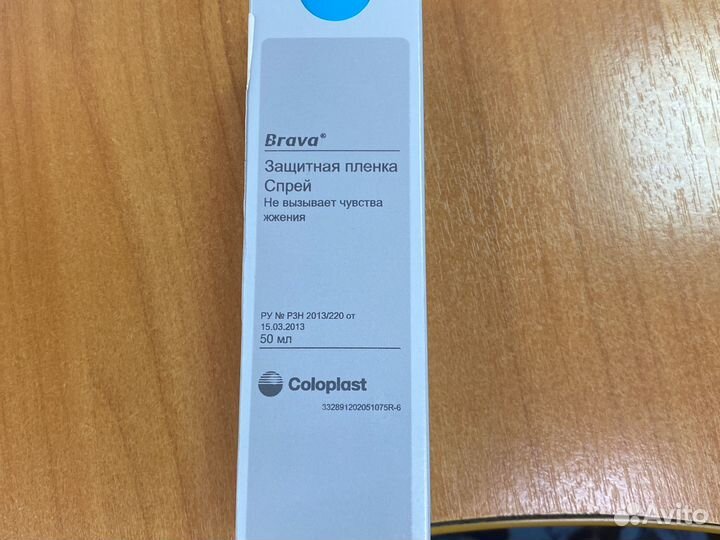 Brava®
Защитная пленка
Спрей
Не вызывает чувства
жжения
РУ № РЗН 2013/220 от
15.03.2013
50 мл
Coloplast
332891202051075R-6
Avito